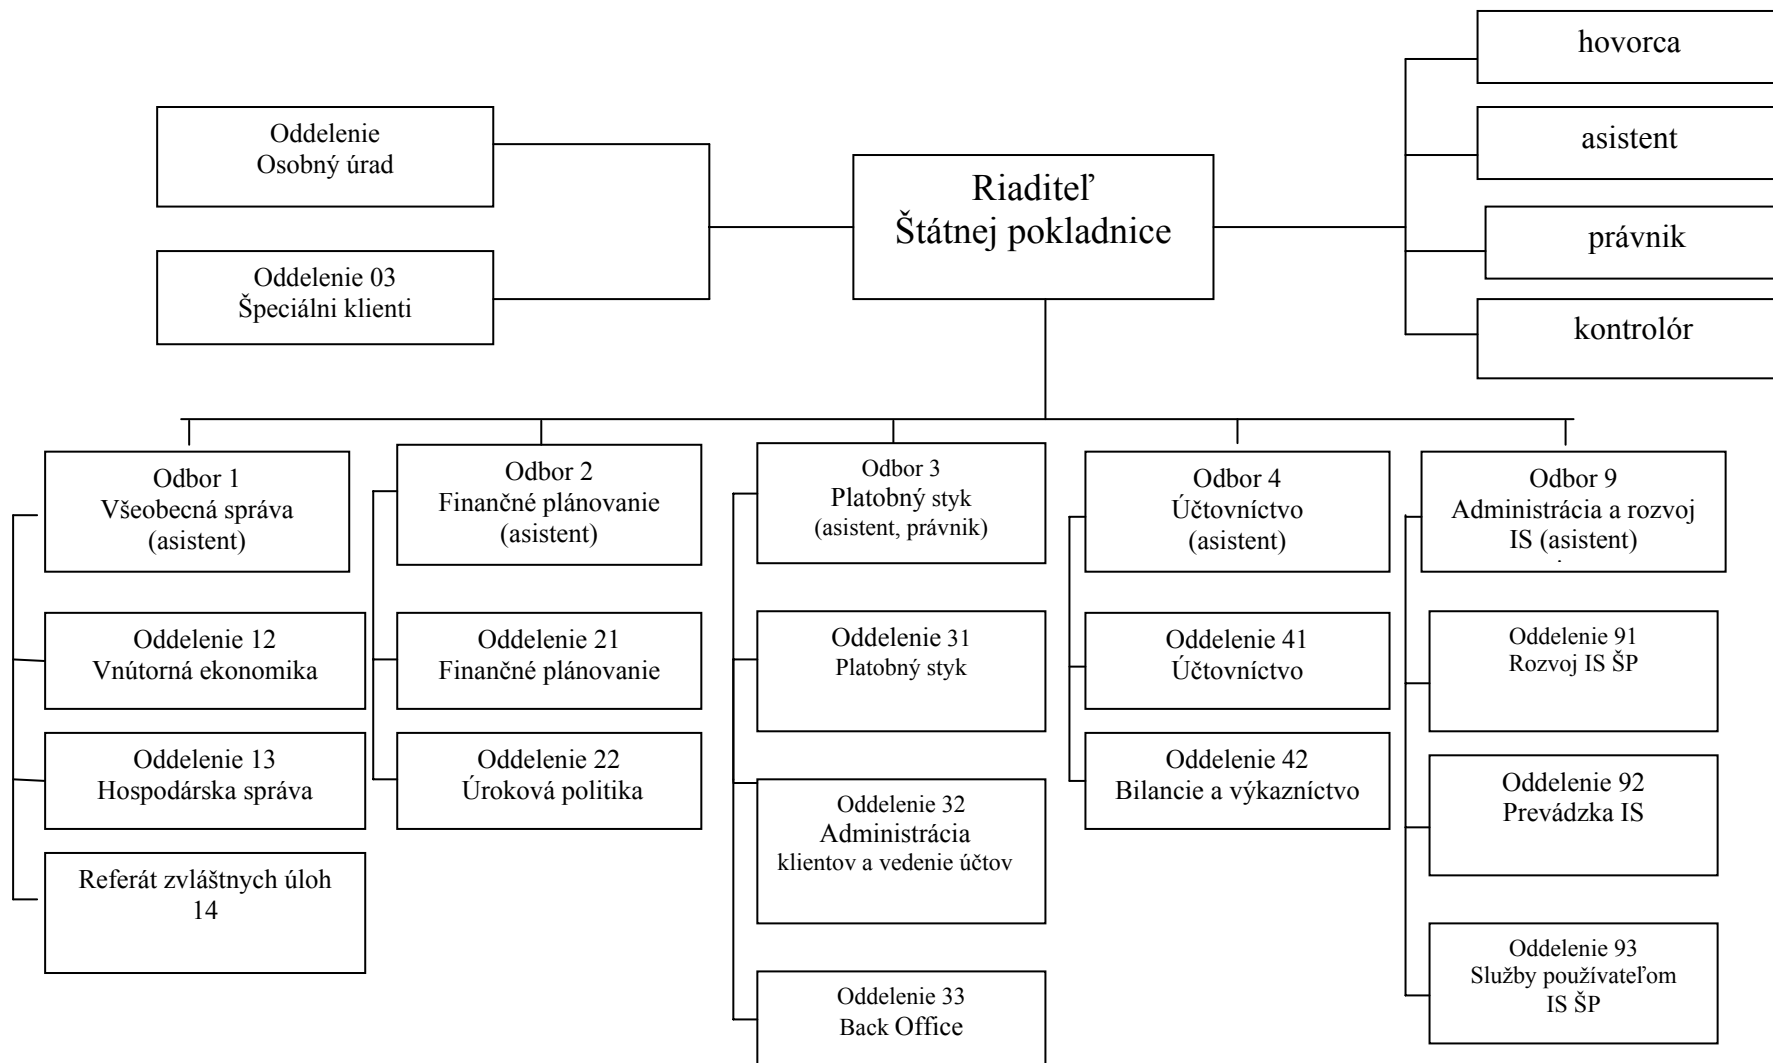 hovorca
Oddelenie
Osobný úrad
asistent
Riaditeľ
Štátnej pokladnice
právnik
Oddelenie 03
Špeciálni klienti
kontrolór
Odbor 1
Všeobecná správa
(asistent)
Odbor 2
Finančné plánovanie
(asistent)
Odbor 3
Platobný styk
(asistent, právnik)
Odbor 4
Účtovníctvo
(asistent)
Odbor 9
Administrácia a rozvoj
IS (asistent)
.
Oddelenie 12
Vnútorná ekonomika
Oddelenie 21
Finančné plánovanie
Oddelenie 31
Platobný styk
Oddelenie 41
Účtovníctvo
Oddelenie 91
Rozvoj IS ŠP
Oddelenie 13
Hospodárska správa
Oddelenie 22
Úroková politika
Oddelenie 32
Administrácia
klientov a vedenie účtov
Oddelenie 42
Bilancie a výkazníctvo
Oddelenie 92
Prevádzka IS
Referát zvláštnych úloh
14
Oddelenie 33
Back Office
Oddelenie 93
Služby používateľom
IS ŠP